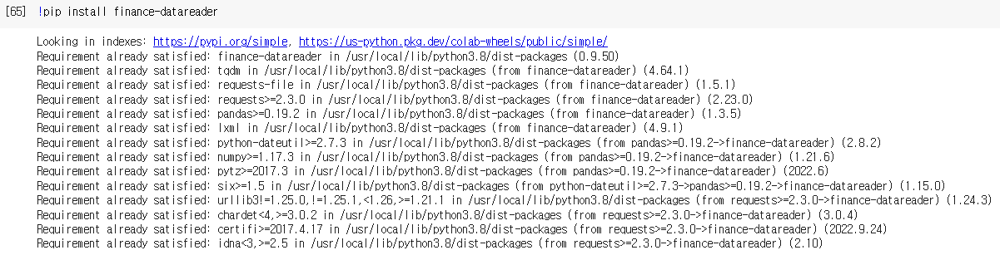 [65] !pip install finance-datareader
Looking in indexes: https://pypi.org/simple, https://us-python.pkg.dev/colab-wheels/public/simple/
Requirement already satisfied: finance-datareader in /usr/local/lib/python3.8/dist-packages (0.9.50)
Requirement already satisfied: tqdm in /usr/local/lib/python3.8/dist-packages (from finance-datareader) (4.64.1)
Requirement already satisfied: requests-file in /usr/local/lib/python3.8/dist-packages (from finance-datareader) (1.5.1)
Requirement already satisfied: requests>=2.3.0 in /usr/local/lib/python3.8/dist-packages (from finance-datareader) (2.23.0)
Requirement already satisfied: pandas>=0.19.2 in /usr/local/lib/python3.8/dist-packages (from finance-datareader) (1.3.5)
Requirement already satisfied: lxml in /usr/local/lib/python3.8/dist-packages (from finance-datareader) (4.9.1)
Requirement already satisfied: python-dateutil>=2.7.3 in /usr/local/lib/python3.8/dist-packages (from pandas>=0.19.2->finance-datareader) (2.8.2)
Requirement already satisfied: numpy>=1.17.3 in /usr/local/lib/python3.8/dist-packages (from pandas>=0.19.2->finance-datareader) (1.21.6)
Requirement already satisfied: pytz>=2017.3 in /usr/local/lib/python3.8/dist-packages (from pandas>=0.19.2->finance-datareader) (2022.6)
Requirement already satisfied: six>=1.5 in /usr/local/lib/python3.8/dist-packages (from python-dateutil>=2.7.3->pandas>=0.19.2->finance-datareader) (1.15.0)
Requirement already satisfied: urllib3!=1.25.0,!=1.25.1,<1.26,>=1.21.1 in /usr/local/lib/python3.8/dist-packages (from requests>=2.3.0->finance-datareader) (1.24.3)
Requirement already satisfied: chardet<4,>=3.0.2 in /usr/local/lib/python3.8/dist-packages (from requests>=2.3.0->finance-datareader) (3.0.4)
Requirement already satisfied: certifi>=2017.4.17 in /usr/local/lib/python3.8/dist-packages (from requests>=2.3.0->finance-datareader) (2022.9.24)
Requirement already satisfied: idna<3,>=2.5 in /usr/local/lib/python3.8/dist-packages (from requests>=2.3.0->finance-datareader) (2.10)